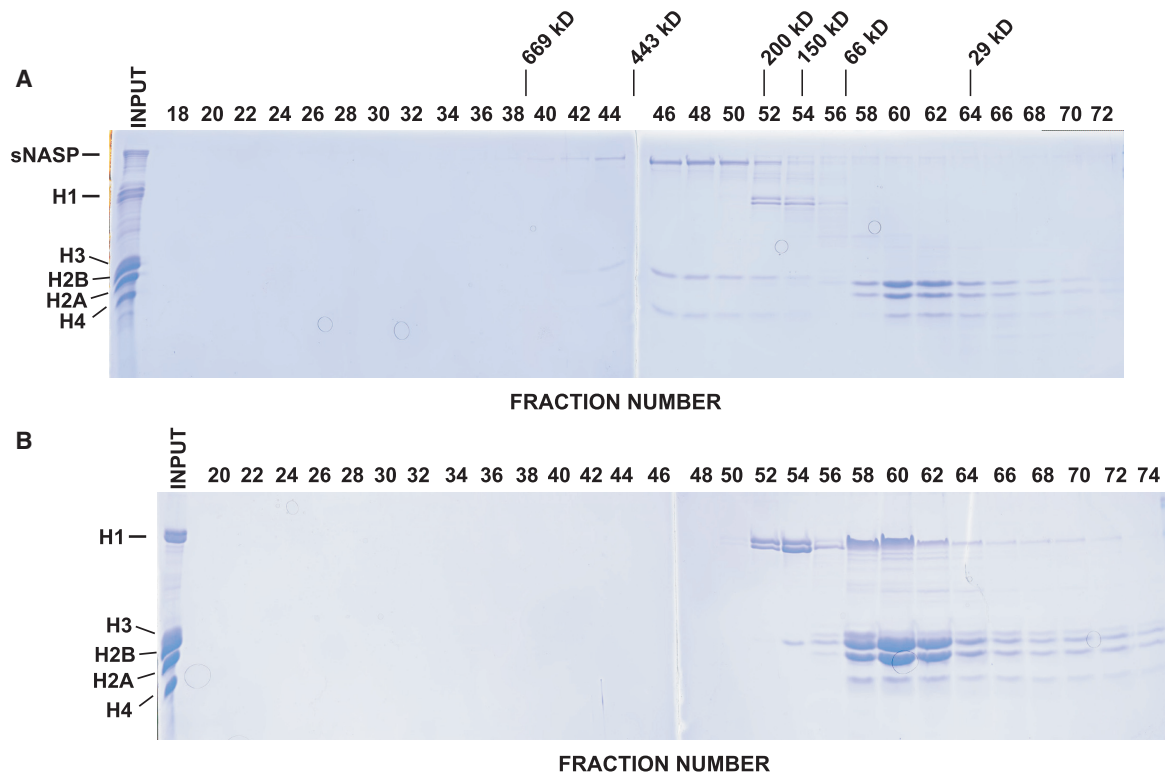 669 kD 443 kD 200 kD 150 kD 66 kD 29 kD
A
INPUT 18 20 22 24 26 28 30 32 34 36 38 40 42 44 46 48 50 52 54 56 58 60 62 64 66 68 70 72
sNASP
H1
H3
H2B
H2A
H4
FRACTION NUMBER
B
INPUT 20 22 24 26 28 30 32 34 36 38 40 42 44 46 48 50 52 54 56 58 60 62 64 66 68 70 72 74
H1
H3
H2B
H2A
H4
FRACTION NUMBER